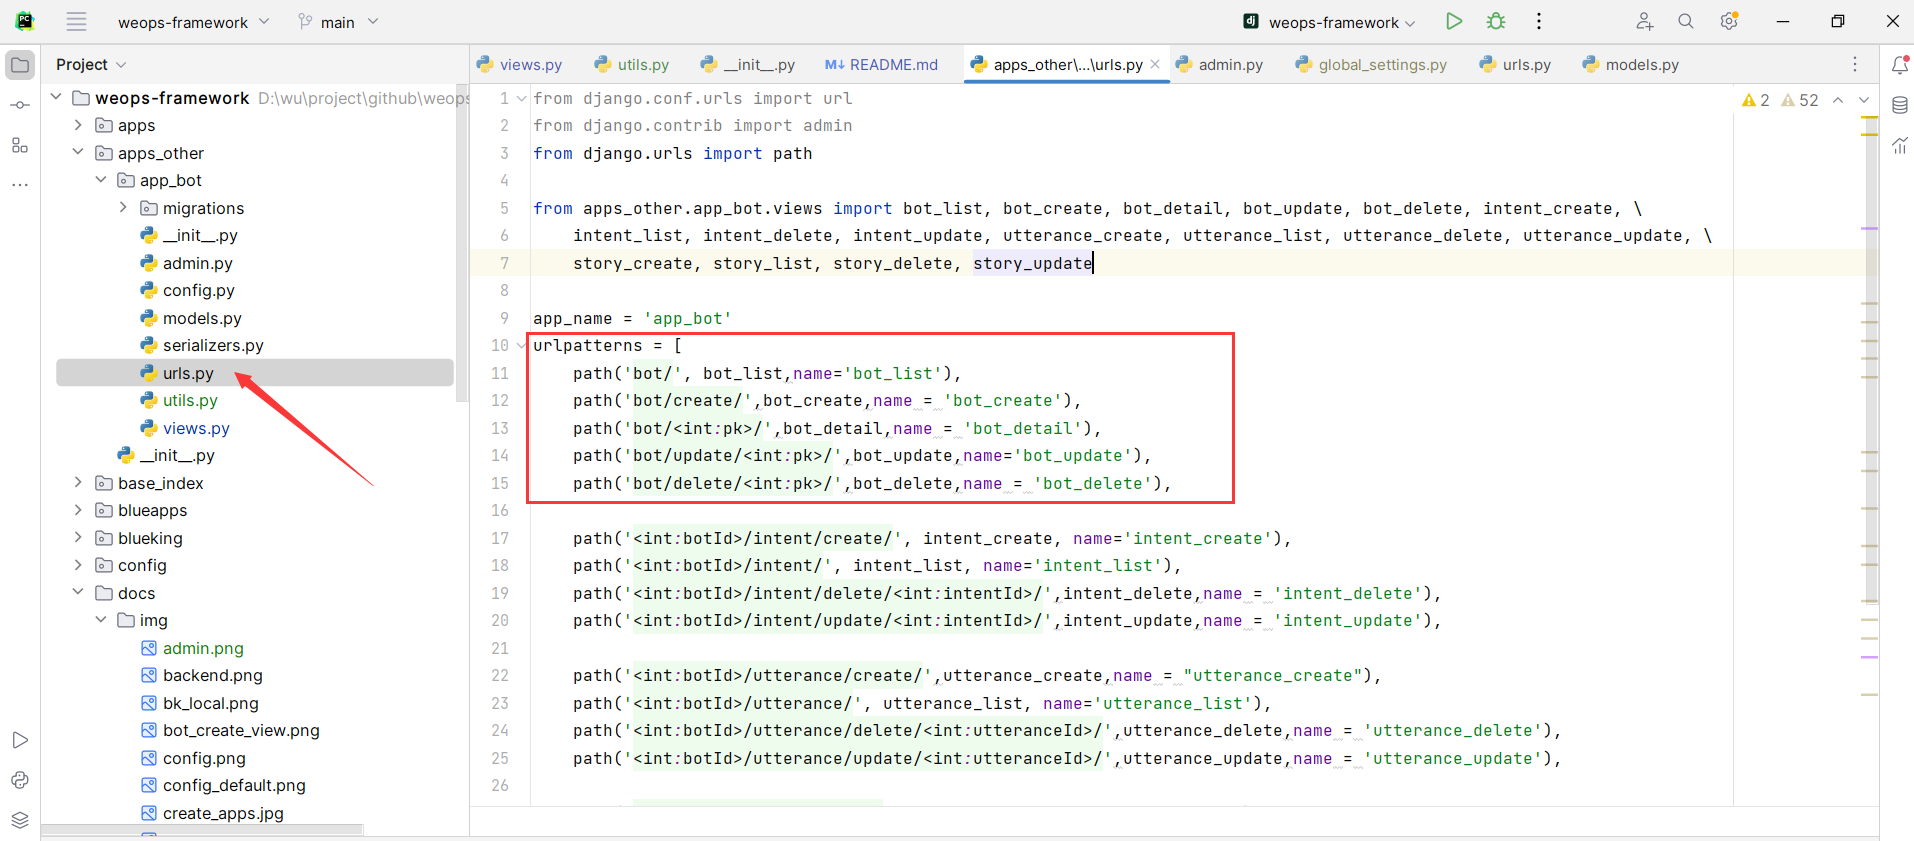 weops-framework
main
weops-framework
Project
views.py
utils.py
__init__.py
README.md
apps_other\...\urls.py
admin.py
global_settings.py
urls.py
models.py
weops-framework D:\wu\project\github\weops
apps
apps_other
app_bot
migrations
__init__.py
admin.py
config.py
models.py
serializers.py
urls.py
utils.py
views.py
__init__.py
base_index
blueapps
blueking
config
docs
img
admin.png
backend.png
bk_local.png
bot_create_view.png
config.png
config_default.png
create_apps.jpg
2 52
1 from django.conf.urls import url
2 from django.contrib import admin
3 from django.urls import path
4
5 from apps_other.app_bot.views import bot_list, bot_create, bot_detail, bot_update, bot_delete, intent_create, \
6 intent_list, intent_delete, intent_update, utterance_create, utterance_list, utterance_delete, utterance_update, \
7 story_create, story_list, story_delete, story_update
8
9 app_name = 'app_bot'
10 urlpatterns = [
11 path('bot/', bot_list,name='bot_list'),
12 path('bot/create/',bot_create,name = 'bot_create'),
13 path('bot/<int:pk>/',bot_detail,name = 'bot_detail'),
14 path('bot/update/<int:pk>/',bot_update,name='bot_update'),
15 path('bot/delete/<int:pk>/',bot_delete,name = 'bot_delete'),
16
17 path('<int:botId>/intent/create/', intent_create, name='intent_create'),
18 path('<int:botId>/intent/', intent_list, name='intent_list'),
19 path('<int:botId>/intent/delete/<int:intentId>/',intent_delete,name = 'intent_delete'),
20 path('<int:botId>/intent/update/<int:intentId>/',intent_update,name = 'intent_update'),
21
22 path('<int:botId>/utterance/create/',utterance_create,name = "utterance_create"),
23 path('<int:botId>/utterance/', utterance_list, name='utterance_list'),
24 path('<int:botId>/utterance/delete/<int:utteranceId>/',utterance_delete,name = 'utterance_delete'),
25 path('<int:botId>/utterance/update/<int:utteranceId>/',utterance_update,name = 'utterance_update'),
26